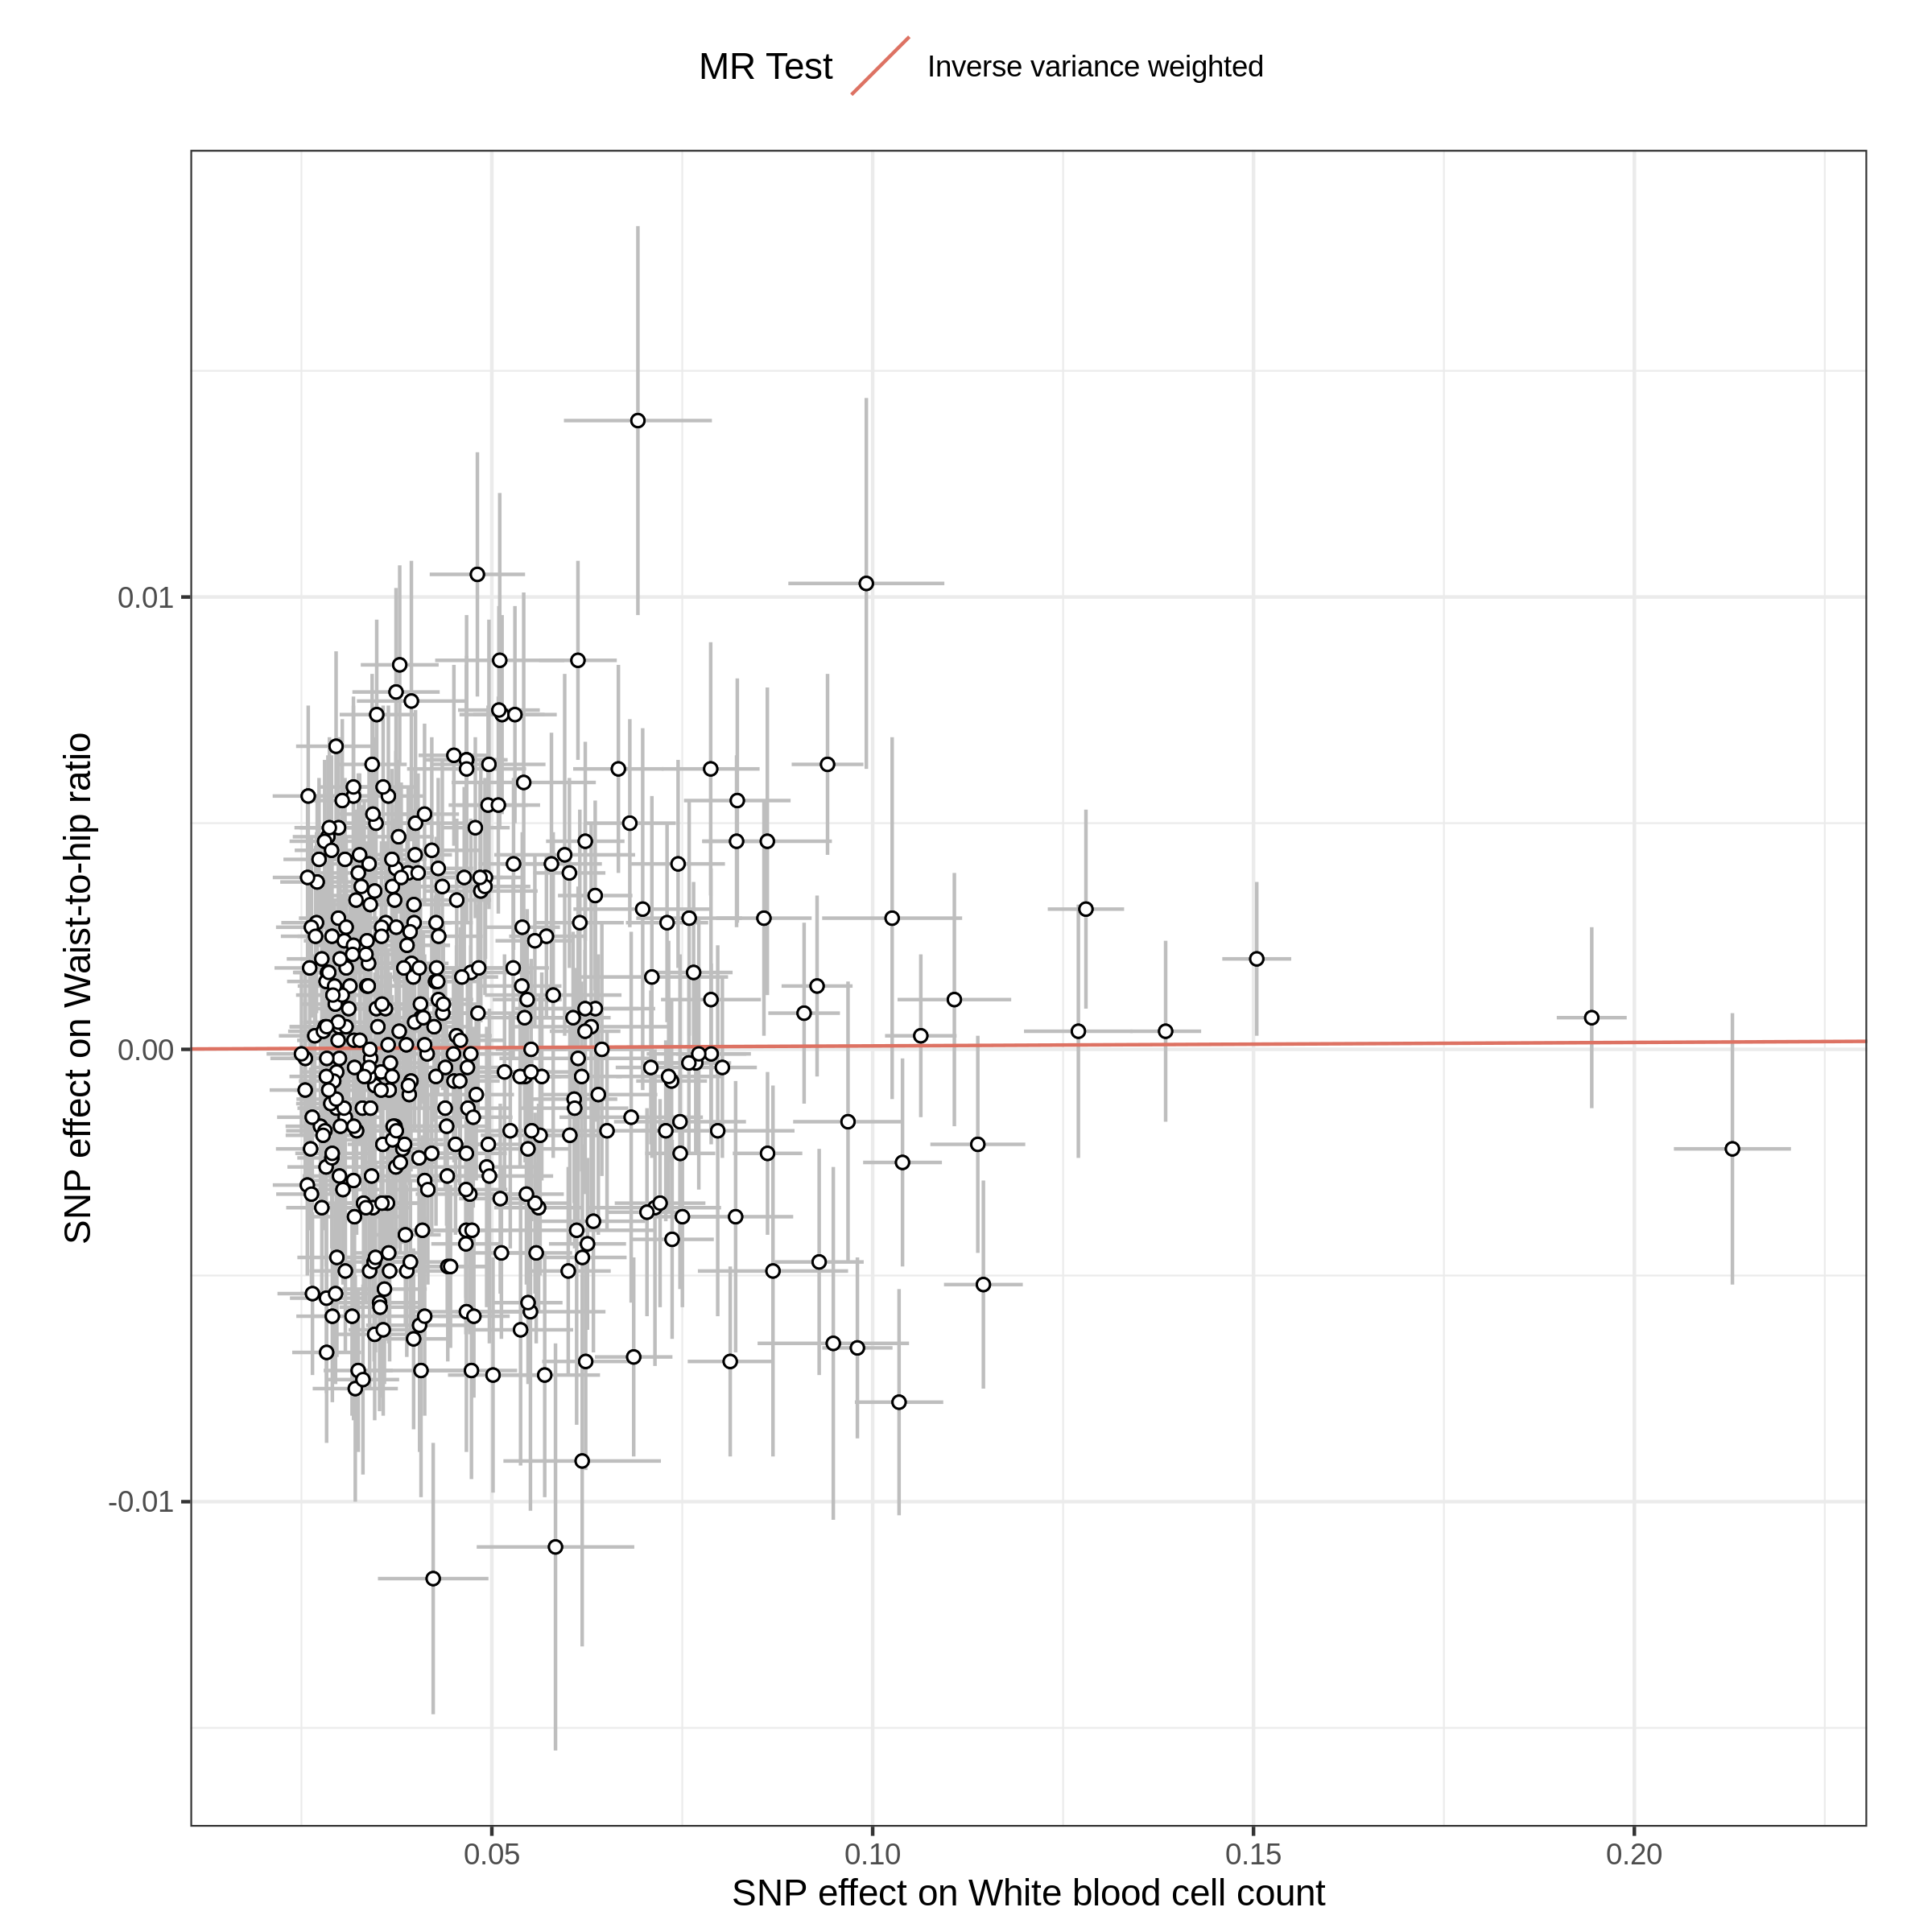 MR Test Inverse variance weighted
SNP effect on Waist-to-hip ratio
0.01
0.00
-0.01
0.05 0.10 0.15 0.20
SNP effect on White blood cell count